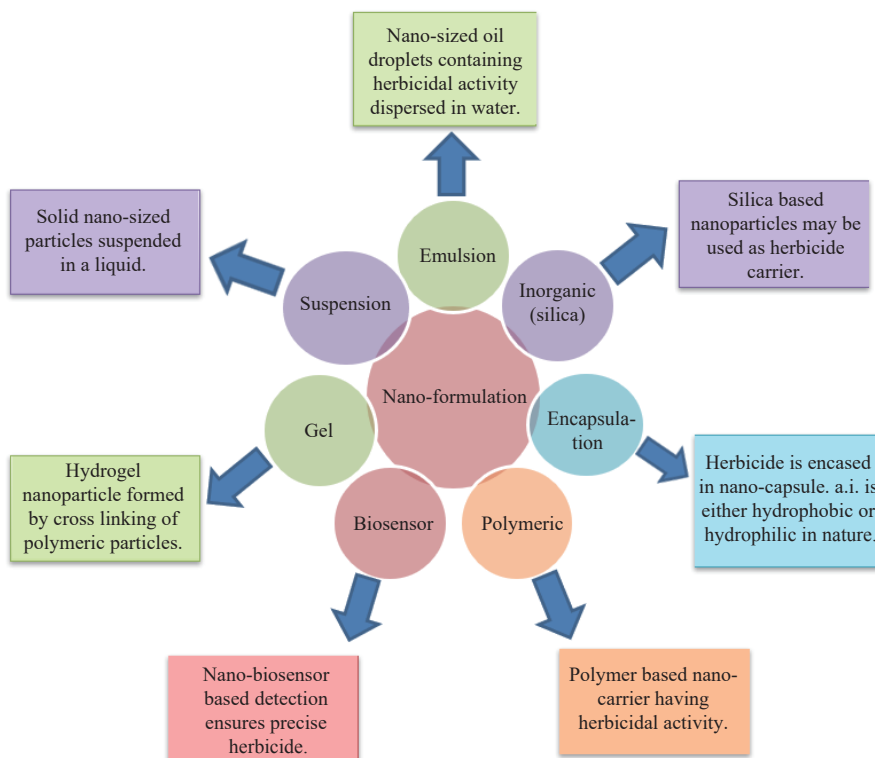 Nano-sized oil
droplets containing
herbicidal activity
dispersed in water.
Solid nano-sized
particles suspended
in a liquid.
Silica based
nanoparticles may be
used as herbicide
carrier.
Emulsion
Suspension
Inorganic
(silica)
Nano-formulation
Gel
Encapsula-
tion
Biosensor
Polymeric
Hydrogel
nanoparticle formed
by cross linking of
polymeric particles.
Herbicide is encased
in nano-capsule. a.i. is
either hydrophobic or
hydrophilic in nature.
Nano-biosensor
based detection
ensures precise
herbicide.
Polymer based nano-
carrier having
herbicidal activity.